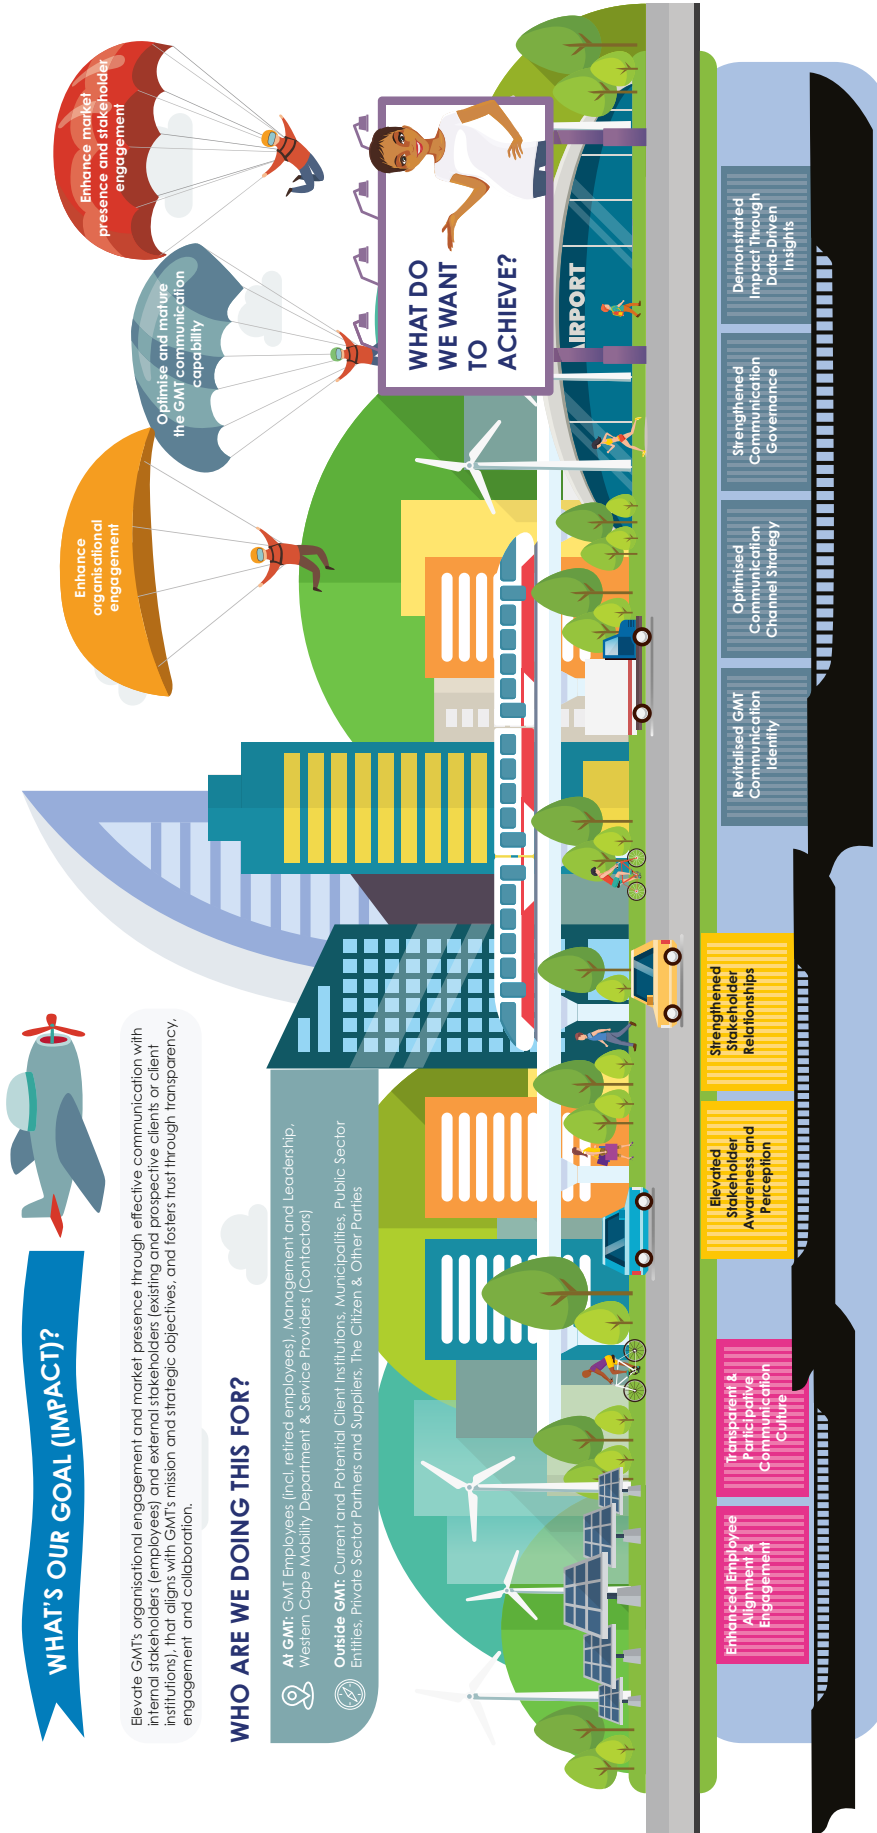 WHAT'S OUR GOAL (IMPACT)?
Elevate GMTs organisational engagement and market presence through effective communication with
internal stakeholders (employees) and external stakeholders (existing and prospective clients or client
institutions), that aligns with GMT's mission and strategic objectives, and fosters trust through transparency,
engagement and collaboration.
WHO ARE WE DOING THIS FOR?
At GMT: GMT Employees (incl, retired employees), Management and Leadership,
Western Cape Mobility Department & Service Providers (Contactors)
Outside GMT: Current and Potential Client Institutions, Municipalities, Public Sector
Entities, Private Sector Partners and Suppliers, The Citizen & Other Parties
Enhance
organisational
engagement
Optimise and mature
the GMT communication
capability
Enhance market
presence and stakeholder
engagement
WHAT DO
WE WANT
TO
ACHIEVE?
AIRPORT
Enhanced Employee
Alignment &
Engagement
Transparent &
Participative
Communication
Culture
Elevated
Stakeholder
Awareness and
Perception
Strengthened
Stakeholder
Relationships
Revitalised GMT
Communication
Identity
Optimised
Communication
Channel Strategy
Strengthened
Communication
Governance
Demonstrated
Impact Through
Data-Driven
Insights